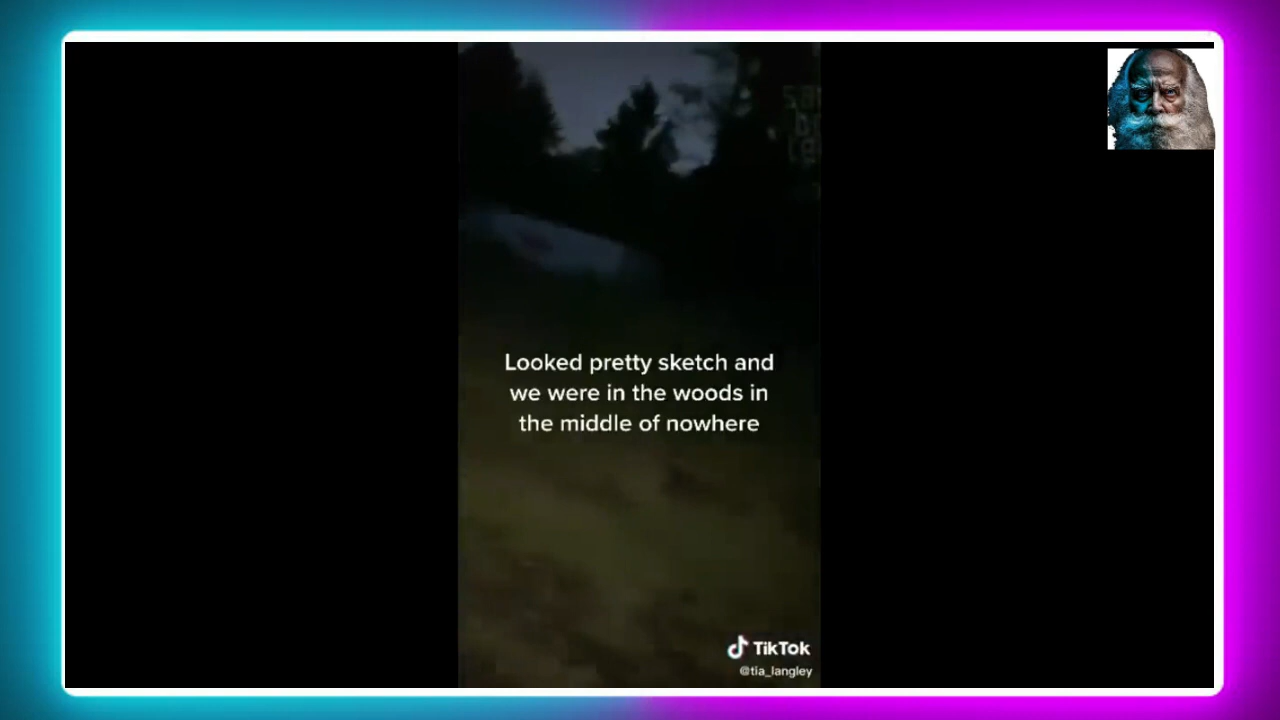 Looked pretty sketch and
we were in the woods in
the middle of nowhere
TikTok
@tia_langley